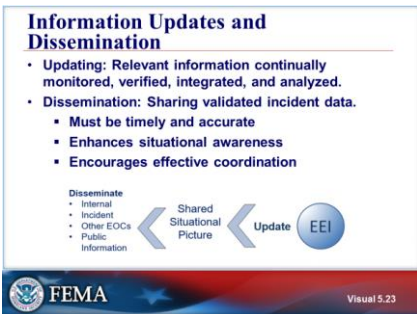 Information Updates and
Dissemination
• Updating: Relevant information continually
monitored, verified, integrated, and analyzed.
• Dissemination: Sharing validated incident data.
▪ Must be timely and accurate
▪ Enhances situational awareness
▪ Encourages effective coordination
Disseminate
• Internal
• Incident
• Other EOCs
• Public
Information
Shared
Situational
Picture
Update
EEI
FEMA
Visual 5.23